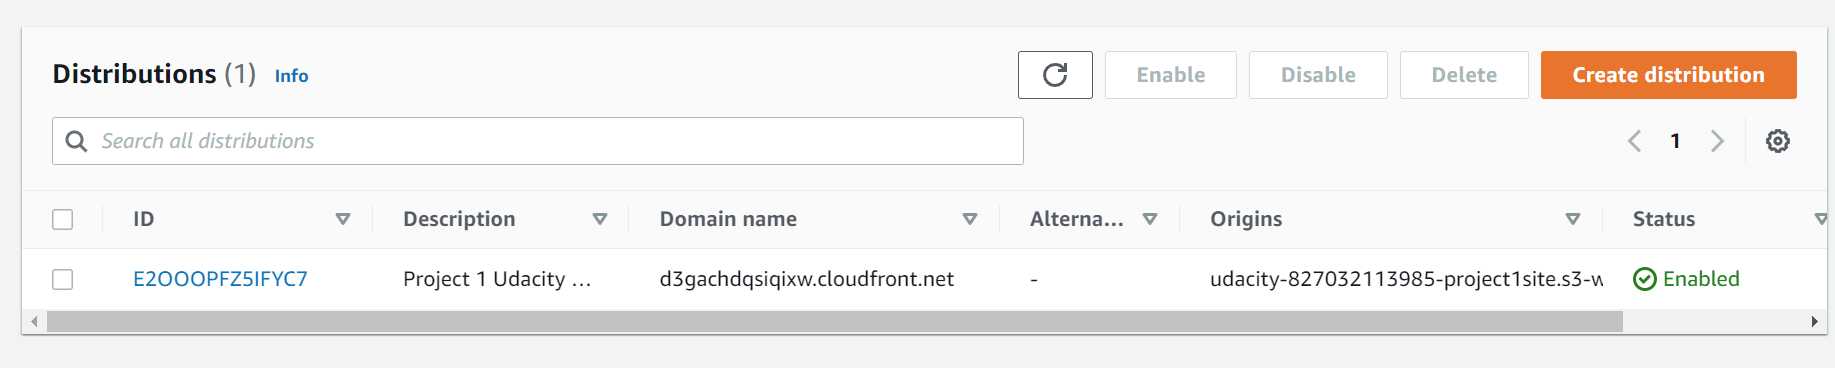 Distributions (1) Info
Enable Disable Delete Create distribution
Search all distributions
1
ID Description Domain name Alterna... Origins Status
E2OOOPFZ5IFYC7 Project 1 Udacity ... d3gachdqsiqixw.cloudfront.net - udacity-827032113985-project1site.s3-w Enabled